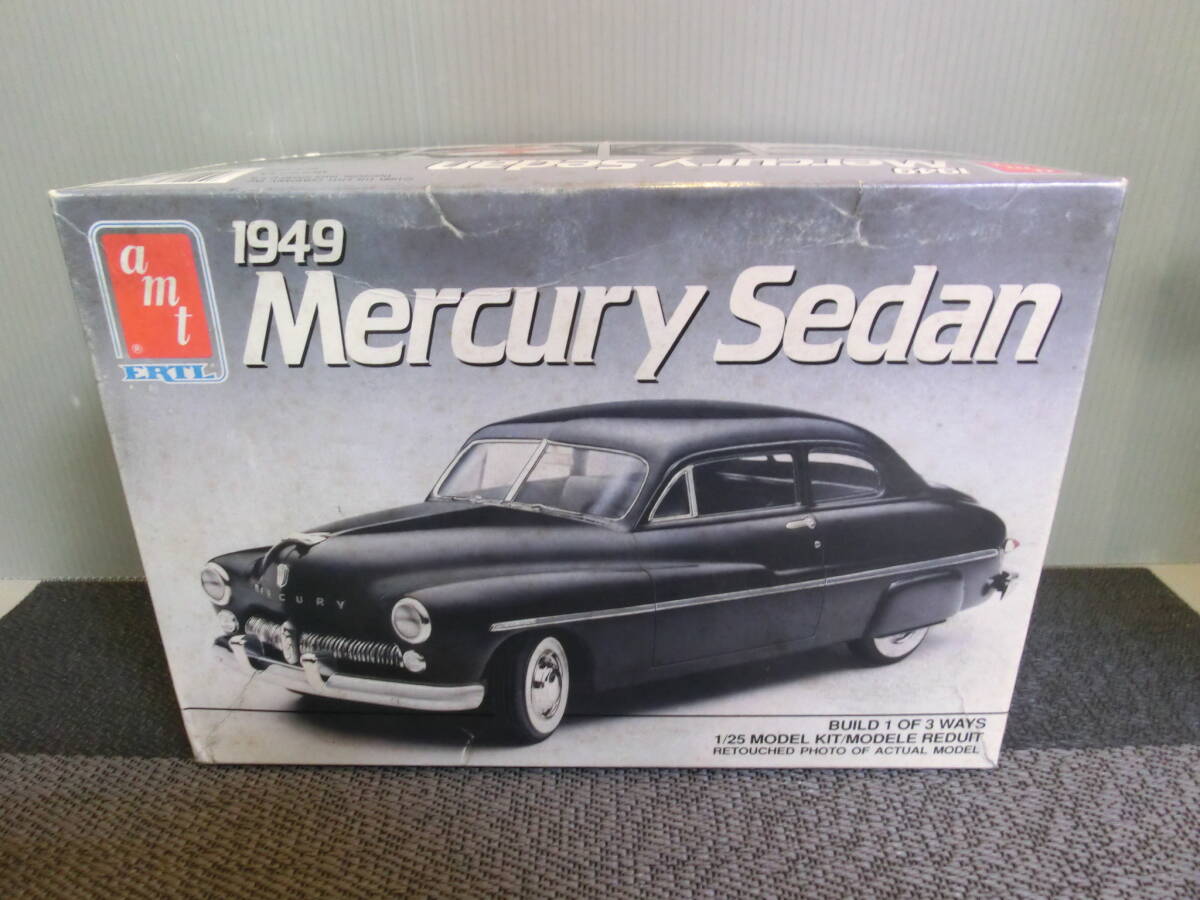 Mercury Sedan
1949
amt
®
ERTL
1949
Mercury Sedan
MERCURY
BUILD 1 OF 3 WAYS
1/25 MODEL KIT/MODELE REDUIT
RETOUCHED PHOTO OF ACTUAL MODEL